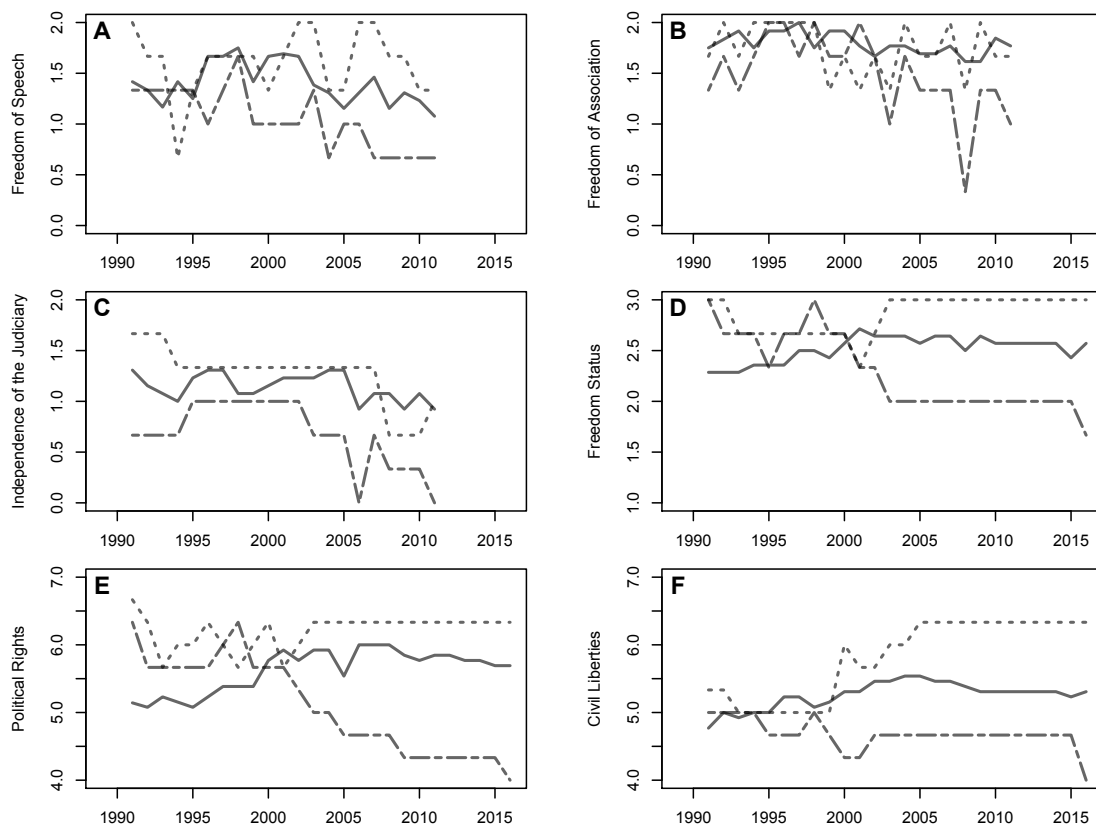 A
Freedom of Speech
2.0
1.5
1.0
0.5
0.0
1990 1995 2000 2005 2010 2015
B
Freedom of Association
2.0
1.5
1.0
0.5
0.0
1990 1995 2000 2005 2010 2015
C
Independence of the Judiciary
2.0
1.5
1.0
0.5
0.0
1990 1995 2000 2005 2010 2015
D
Freedom Status
3.0
2.5
2.0
1.5
1.0
1990 1995 2000 2005 2010 2015
E
Political Rights
7.0
6.0
5.0
4.0
1990 1995 2000 2005 2010 2015
F
Civil Liberties
7.0
6.0
5.0
4.0
1990 1995 2000 2005 2010 2015